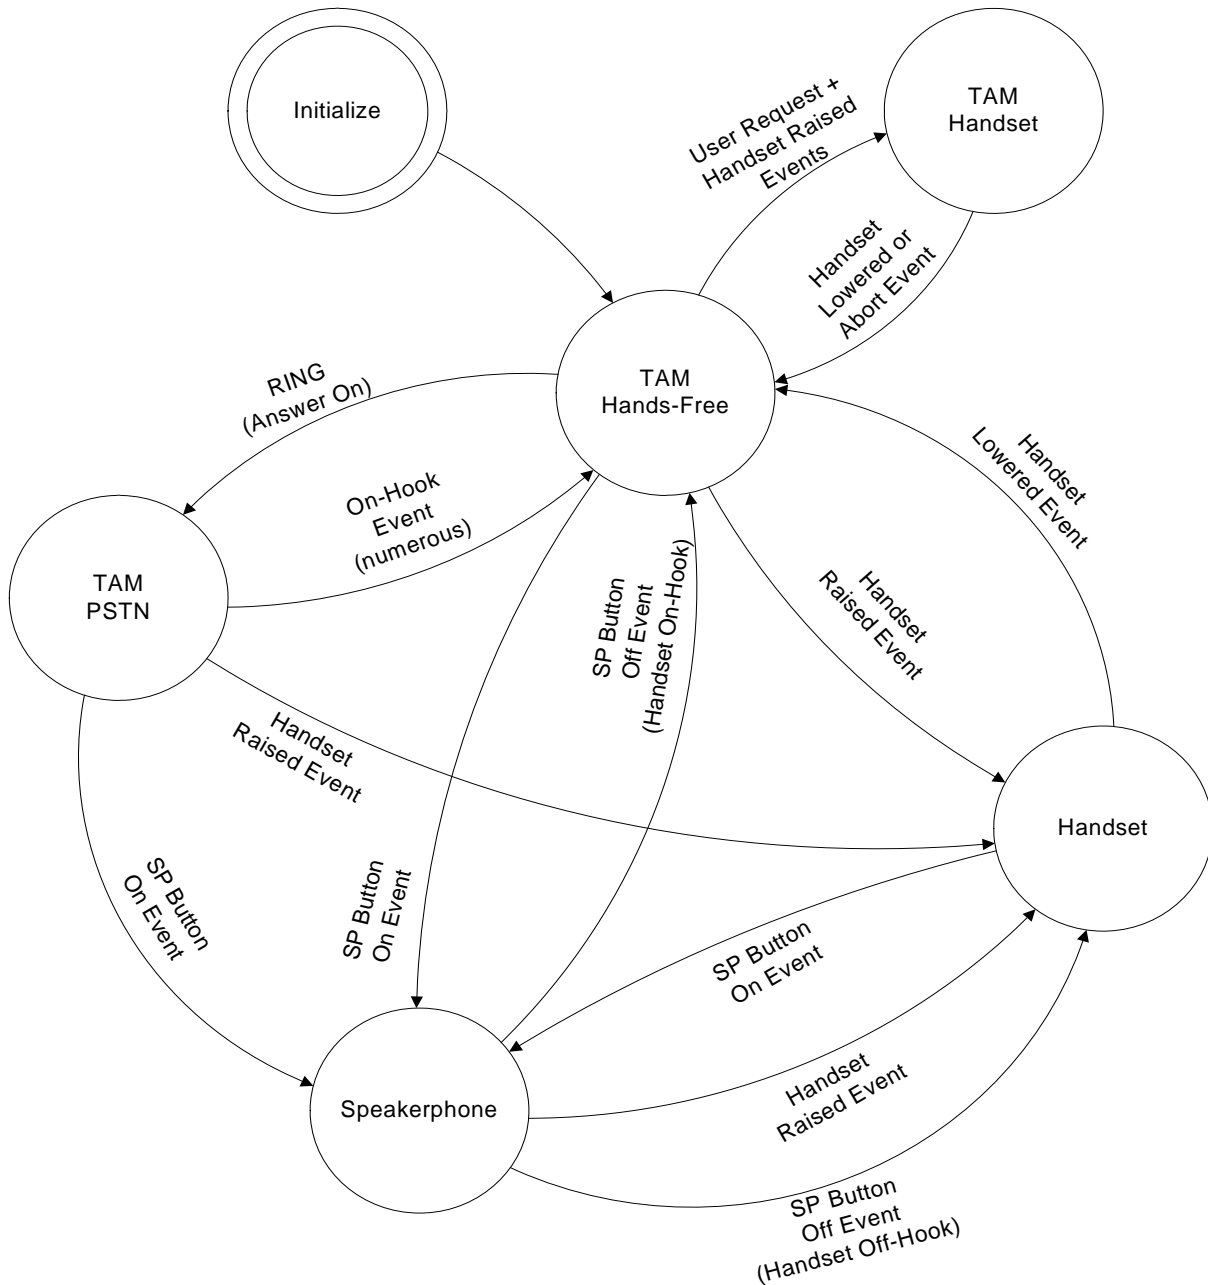 Initialize
TAM
Handset
User Request +
Handset Raised
Events
Handset
Lowered or
Abort Event
TAM
Hands-Free
RING
(Answer On)
On-Hook
Event
(numerous)
Handset
Lowered Event
TAM
PSTN
SP Button
Off Event
(Handset On-Hook)
Handset
Raised Event
Handset
Raised Event
Handset
SP Button
On Event
SP Button
On Event
SP Button
On Event
Speakerphone
Handset
Raised Event
SP Button
Off Event
(Handset Off-Hook)